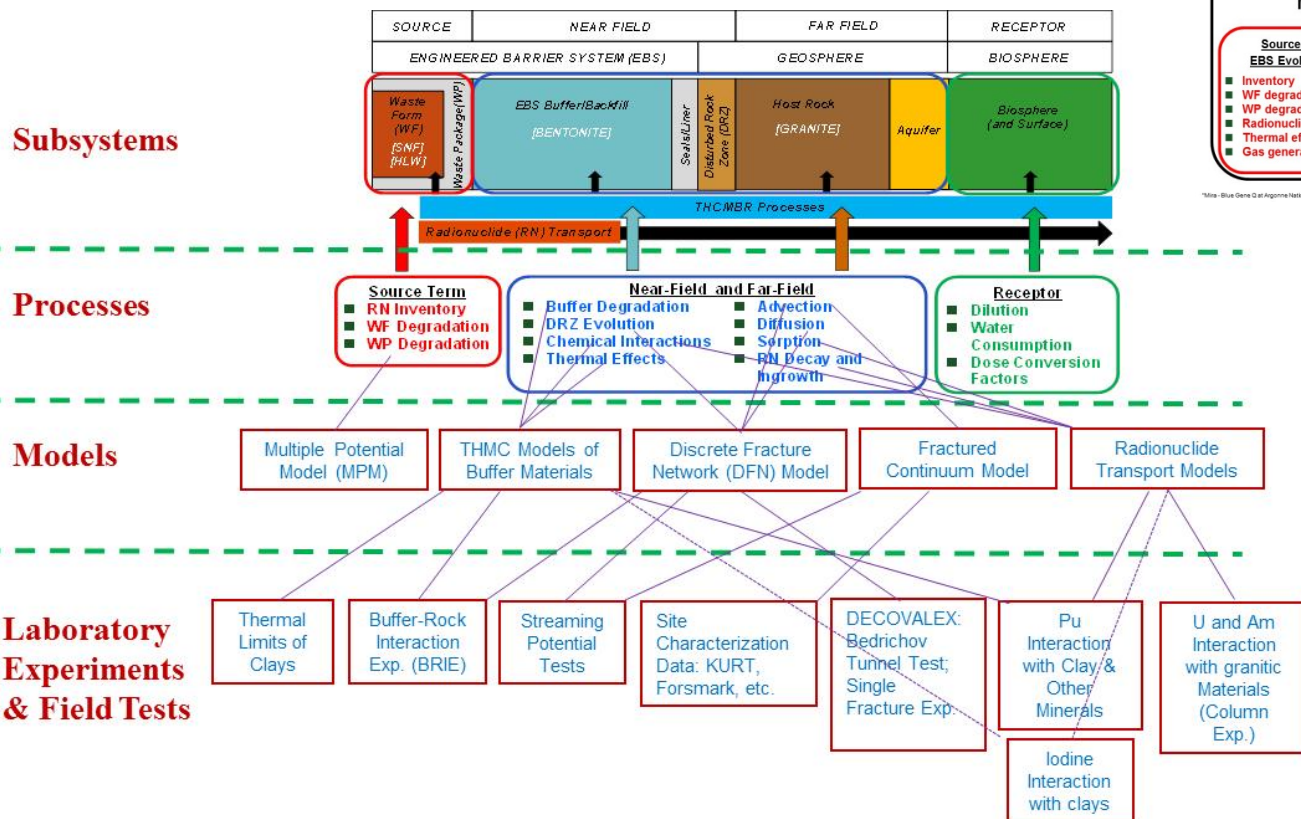 SOURCE
NEAR FIELD
FAR FIELD
RECEPTOR
ENGINEERED BARRIER SYSTEM (EBS)
GEOSPHERE
BIOSPHERE
Subsystems
Waste
Form
(WF)
[SNF]
[HLW]
Waste Package(WP)
EBS Buffer/Backfill
[BENTONITE]
Seals/Liner
Disturbed Rock
Zone (DRZ)
Host Rock
[GRANITE]
Aquifer
Biosphere
(and Surface)
THCMBR Processes
Radionuclide (RN) Transport
Source
EBS Evol
Inventory
WF degrad
WP degrad
Radionucli
Thermal ef
Gas genera
*Mira - Blue Gene Q at Argonne Nati
Processes
Source Term
RN Inventory
WF Degradation
WP Degradation
Near-Field and Far-Field
Buffer Degradation
DRZ Evolution
Chemical Interactions
Thermal Effects
Advection
Diffusion
Sorption
RN Decay and
Ingrowth
Receptor
Dilution
Water
Consumption
Dose Conversion
Factors
Models
Multiple Potential
Model (MPM)
THMC Models of
Buffer Materials
Discrete Fracture
Network (DFN) Model
Fractured
Continuum Model
Radionuclide
Transport Models
Laboratory
Experiments
& Field Tests
Thermal
Limits of
Clays
Buffer-Rock
Interaction
Exp. (BRIE)
Streaming
Potential
Tests
Site
Characterization
Data: KURT,
Forsmark, etc.
DECOVALEX:
Bedrichov
Tunnel Test;
Single
Fracture Exp.
Pu
Interaction
with Clay &
Other
Minerals
U and Am
Interaction
with granitic
Materials
(Column
Exp.)
Iodine
Interaction
with clays